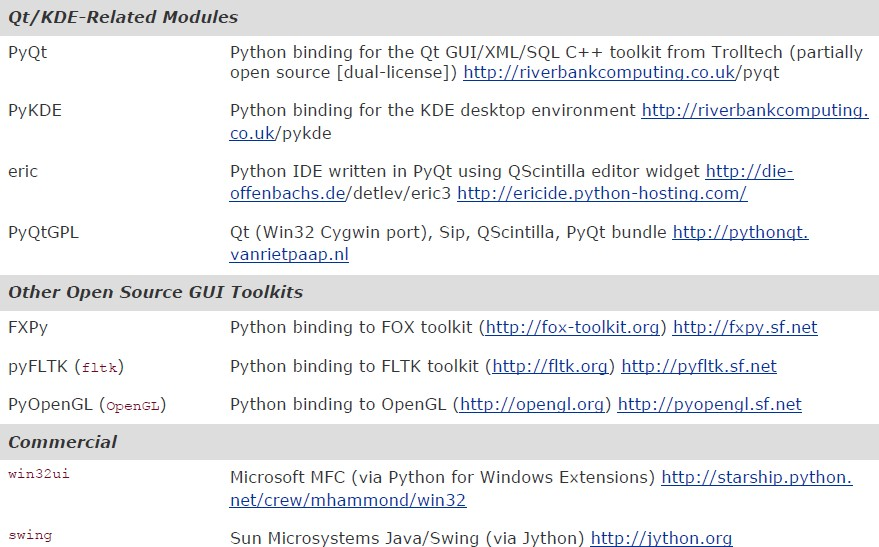 Qt/KDE-Related Modules
PyQt Python binding for the Qt GUI/XML/SQL C++ toolkit from Trolltech (partially
open source [dual-license]) http://riverbankcomputing.co.uk/pyqt
PyKDE Python binding for the KDE desktop environment http://riverbankcomputing.
co.uk/pykde
eric Python IDE written in PyQt using QScintilla editor widget http://die-
offenbachs.de/detlev/eric3 http://ericide.python-hosting.com/
PyQtGPL Qt (Win32 Cygwin port), Sip, QScintilla, PyQt bundle http://pythonqt.
vanrietpaap.nl
Other Open Source GUI Toolkits
FXPy Python binding to FOX toolkit (http://fox-toolkit.org) http://fxpy.sf.net
pyFLTK (fltk) Python binding to FLTK toolkit (http://fltk.org) http://pyfltk.sf.net
PyOpenGL (OpenGL) Python binding to OpenGL (http://opengl.org) http://pyopengl.sf.net
Commercial
win32ui Microsoft MFC (via Python for Windows Extensions) http://starship.python.
net/crew/mhammond/win32
swing Sun Microsystems Java/Swing (via Jython) http://jython.org